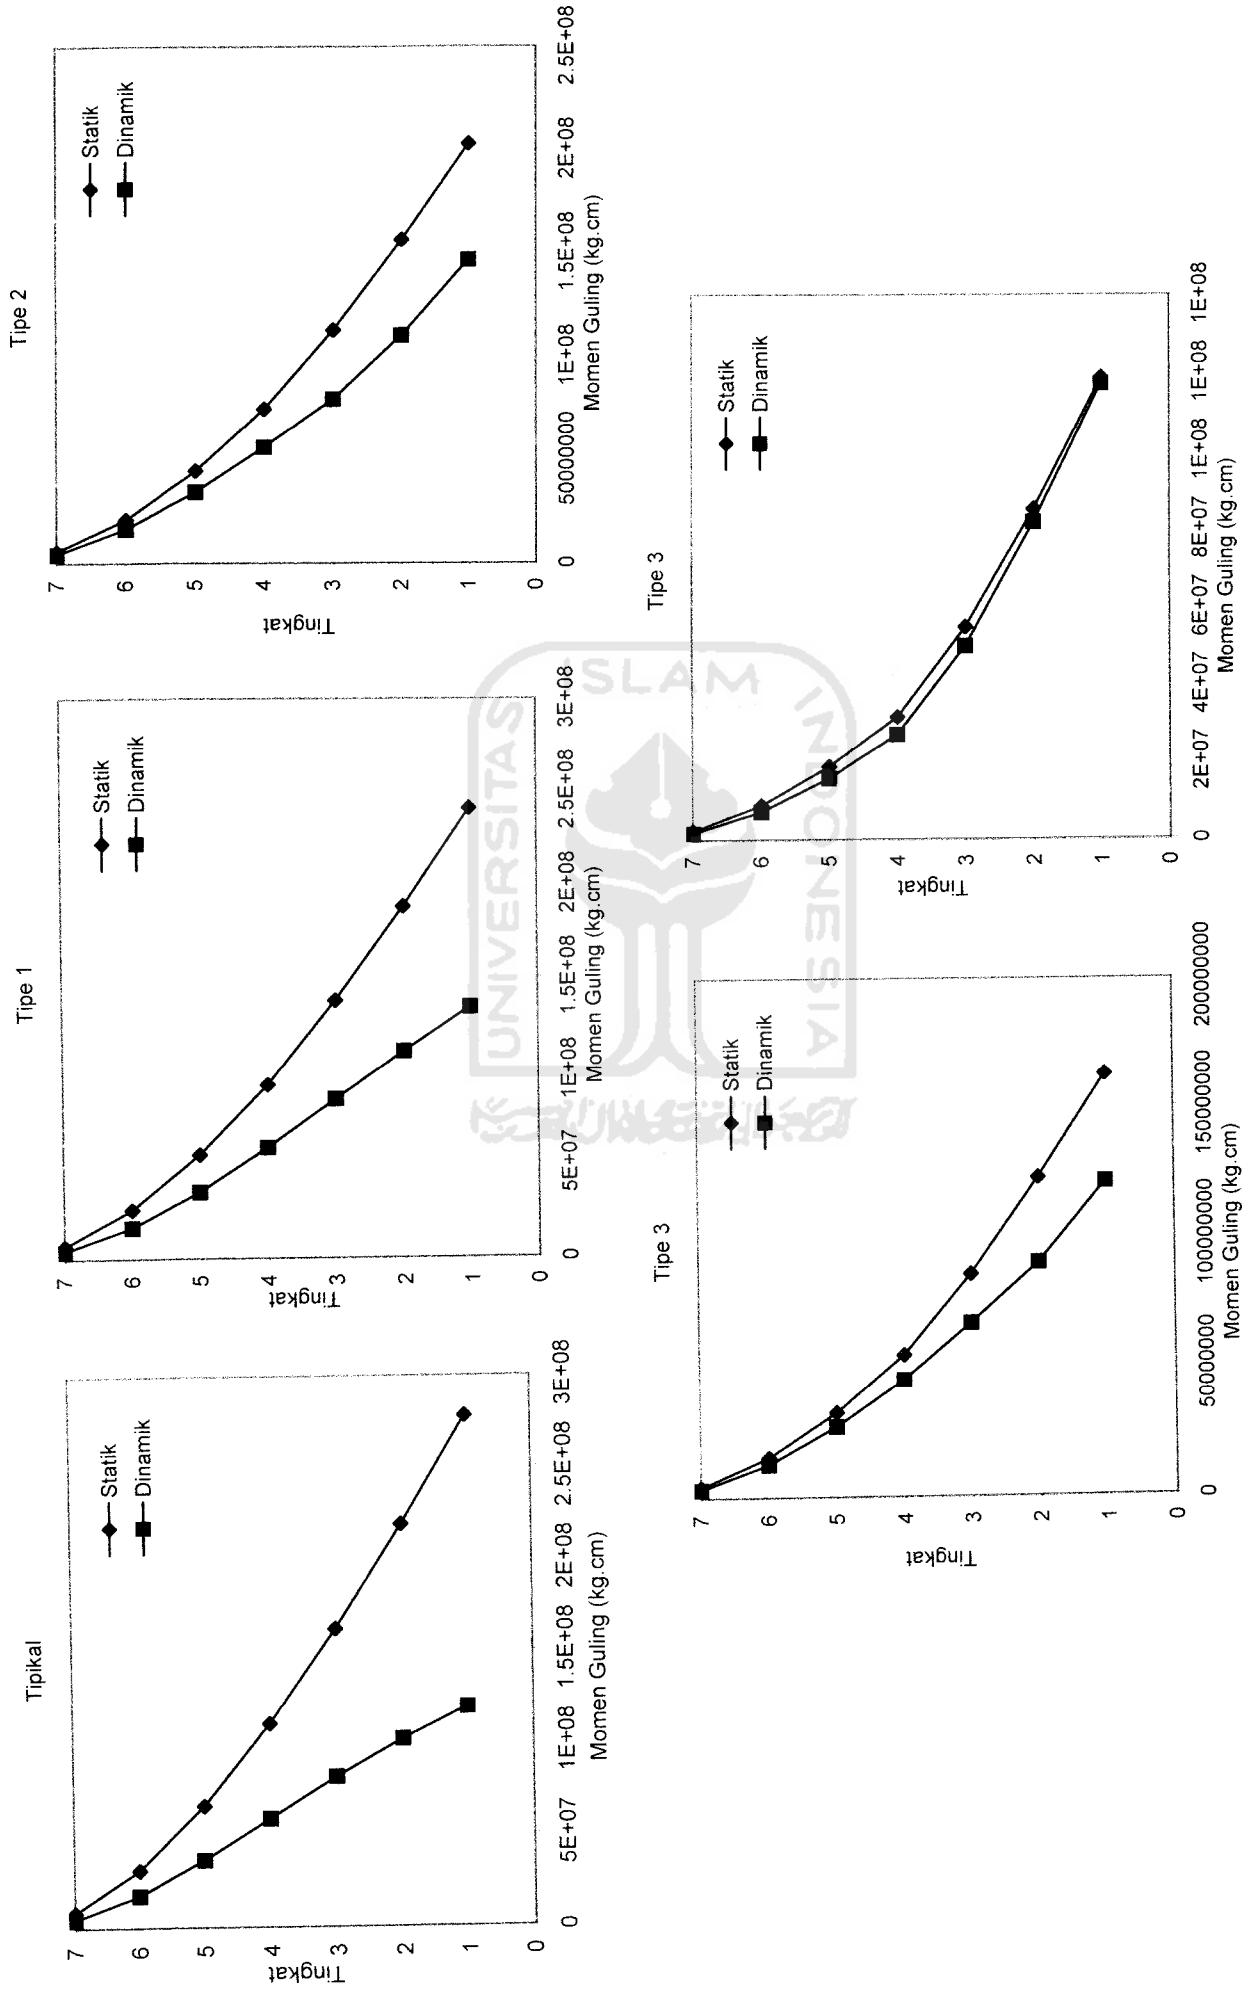 Tipikal
7
6
5
4
3
2
1
0
Tingkat
Statik
Dinamik
0
5E+07
1E+08
1.5E+08
2E+08
2.5E+08
3E+08
Momen Guling (kg.cm)
Tipe 1
7
6
5
4
3
2
1
0
Tingkat
Statik
Dinamik
0
5E+07
1E+08
1.5E+08
2E+08
2.5E+08
3E+08
Momen Guling (kg.cm)
Tipe 2
7
6
5
4
3
2
1
0
Tingkat
Statik
Dinamik
0
50000000
1E+08
1.5E+08
2E+08
2.5E+08
Momen Guling (kg.cm)
Tipe 3
7
6
5
4
3
2
1
0
Tingkat
Statik
Dinamik
0
50000000
100000000
150000000
200000000
Momen Guling (kg.cm)
Tipe 3
7
6
5
4
3
2
1
0
Tingkat
Statik
Dinamik
0
2E+07
4E+07
6E+07
8E+07
1E+08
1E+08
1E+08
Momen Guling (kg.cm)
UNIVERSITAS
ISLAM
INDONESIA